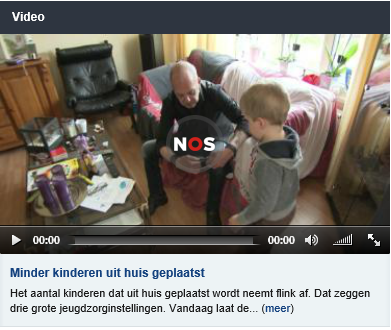 Video
NOS
00:00 00:00
Minder kinderen uit huis geplaatst
Het aantal kinderen dat uit huis geplaatst wordt neemt flink af. Dat zeggen
drie grote jeugdzorginstellingen. Vandaag laat de... (meer)